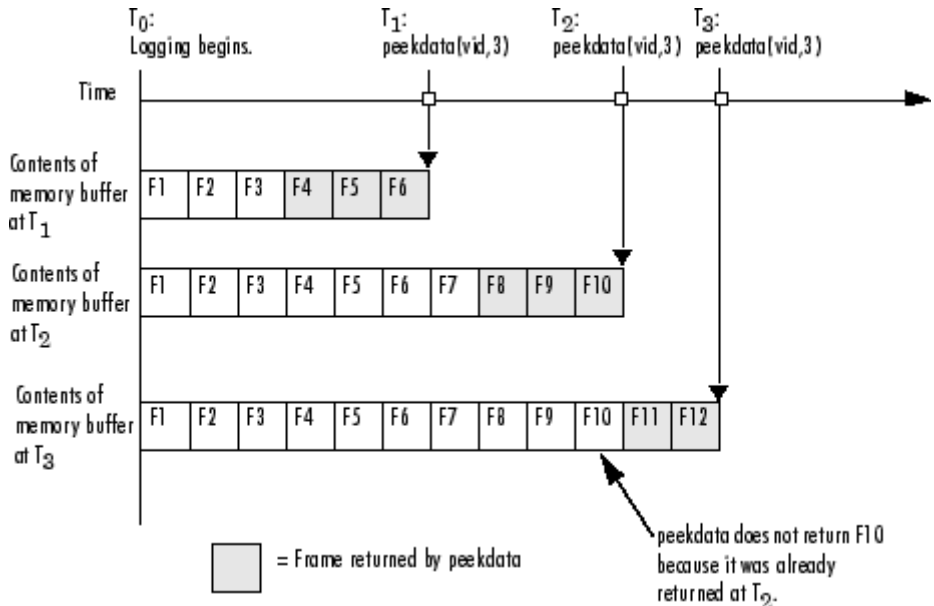 T0:
Logging begins.
T1:
peekdata(vid,3)
T2:
peekdata(vid,3)
T3:
peekdata(vid,3)
Time
Contents of
memory buffer
at T1
F1 F2 F3 F4 F5 F6
Contents of
memory buffer
at T2
F1 F2 F3 F4 F5 F6 F7 F8 F9 F10
Contents of
memory buffer
at T3
F1 F2 F3 F4 F5 F6 F7 F8 F9 F10 F11 F12
= Frame returned by peekdata
peekdata does not return F10
because it was already
returned at T2.